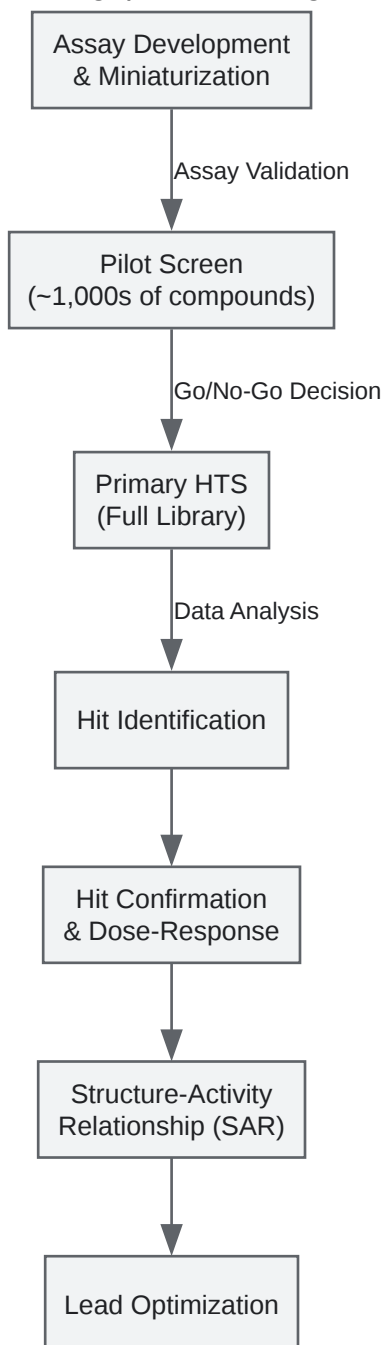 Assay Development
& Miniaturization
Assay Validation
Pilot Screen
(~1,000s of compounds)
Go/No-Go Decision
Primary HTS
(Full Library)
Data Analysis
Hit Identification
Hit Confirmation
& Dose-Response
Structure-Activity
Relationship (SAR)
Lead Optimization